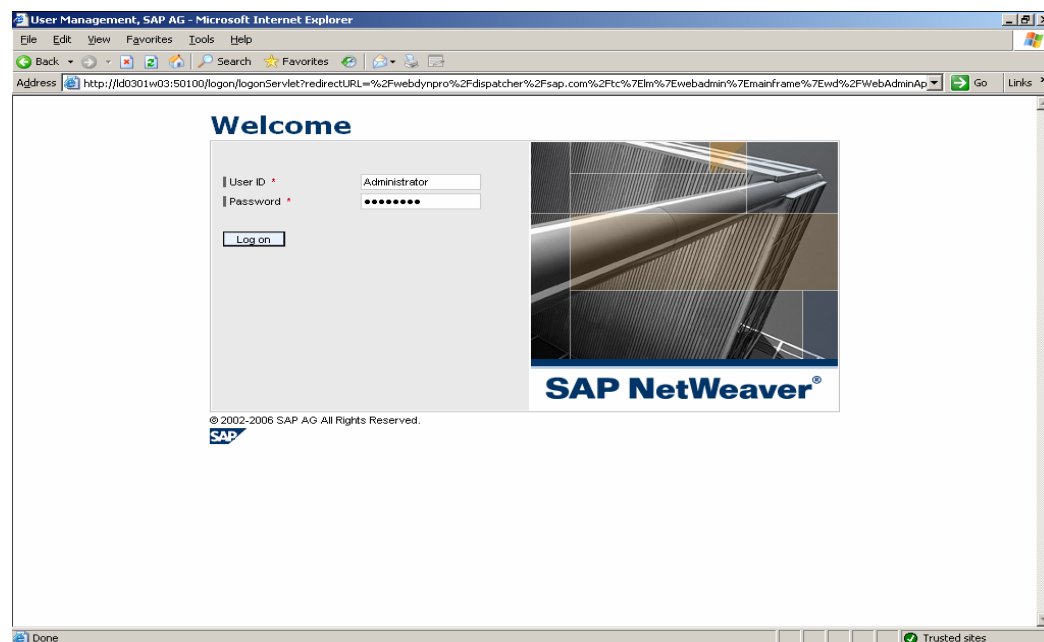 User Management, SAP AG - Microsoft Internet Explorer
File Edit View Favorites Tools Help
Back Search Favorites
Address http://ld0301w03:50100/logon/logonServlet?redirectURL=%2Fwebdynpro%2Fdispatcher%2Fsap.com%2Ftc%7Elm%7Ewebadmin%7Emainframe%7Ewd%2FWebAdminAp Go Links »
Welcome
User ID * Administrator
Password * ●●●●●●●●
Log on
SAP NetWeaver®
© 2002-2006 SAP AG All Rights Reserved.
SAP
Done Trusted sites